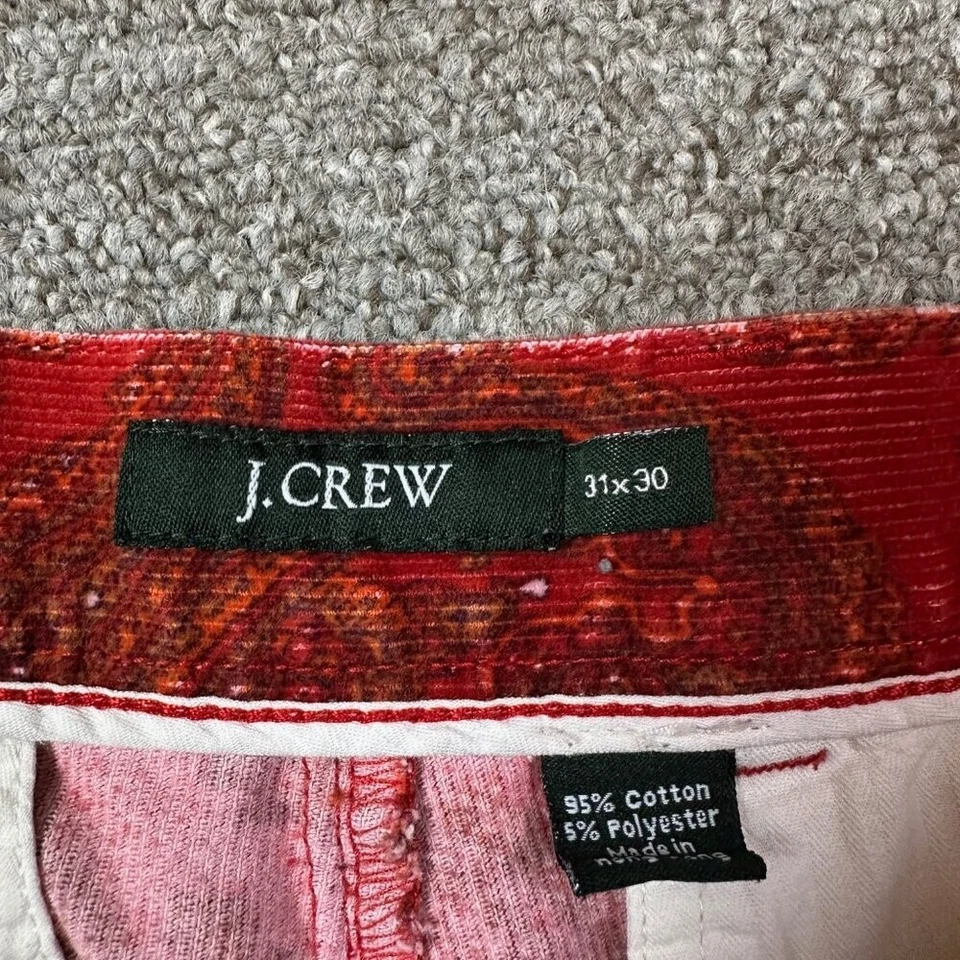 J.CREW
31x30
95% Cotton
5% Polyester
Made in